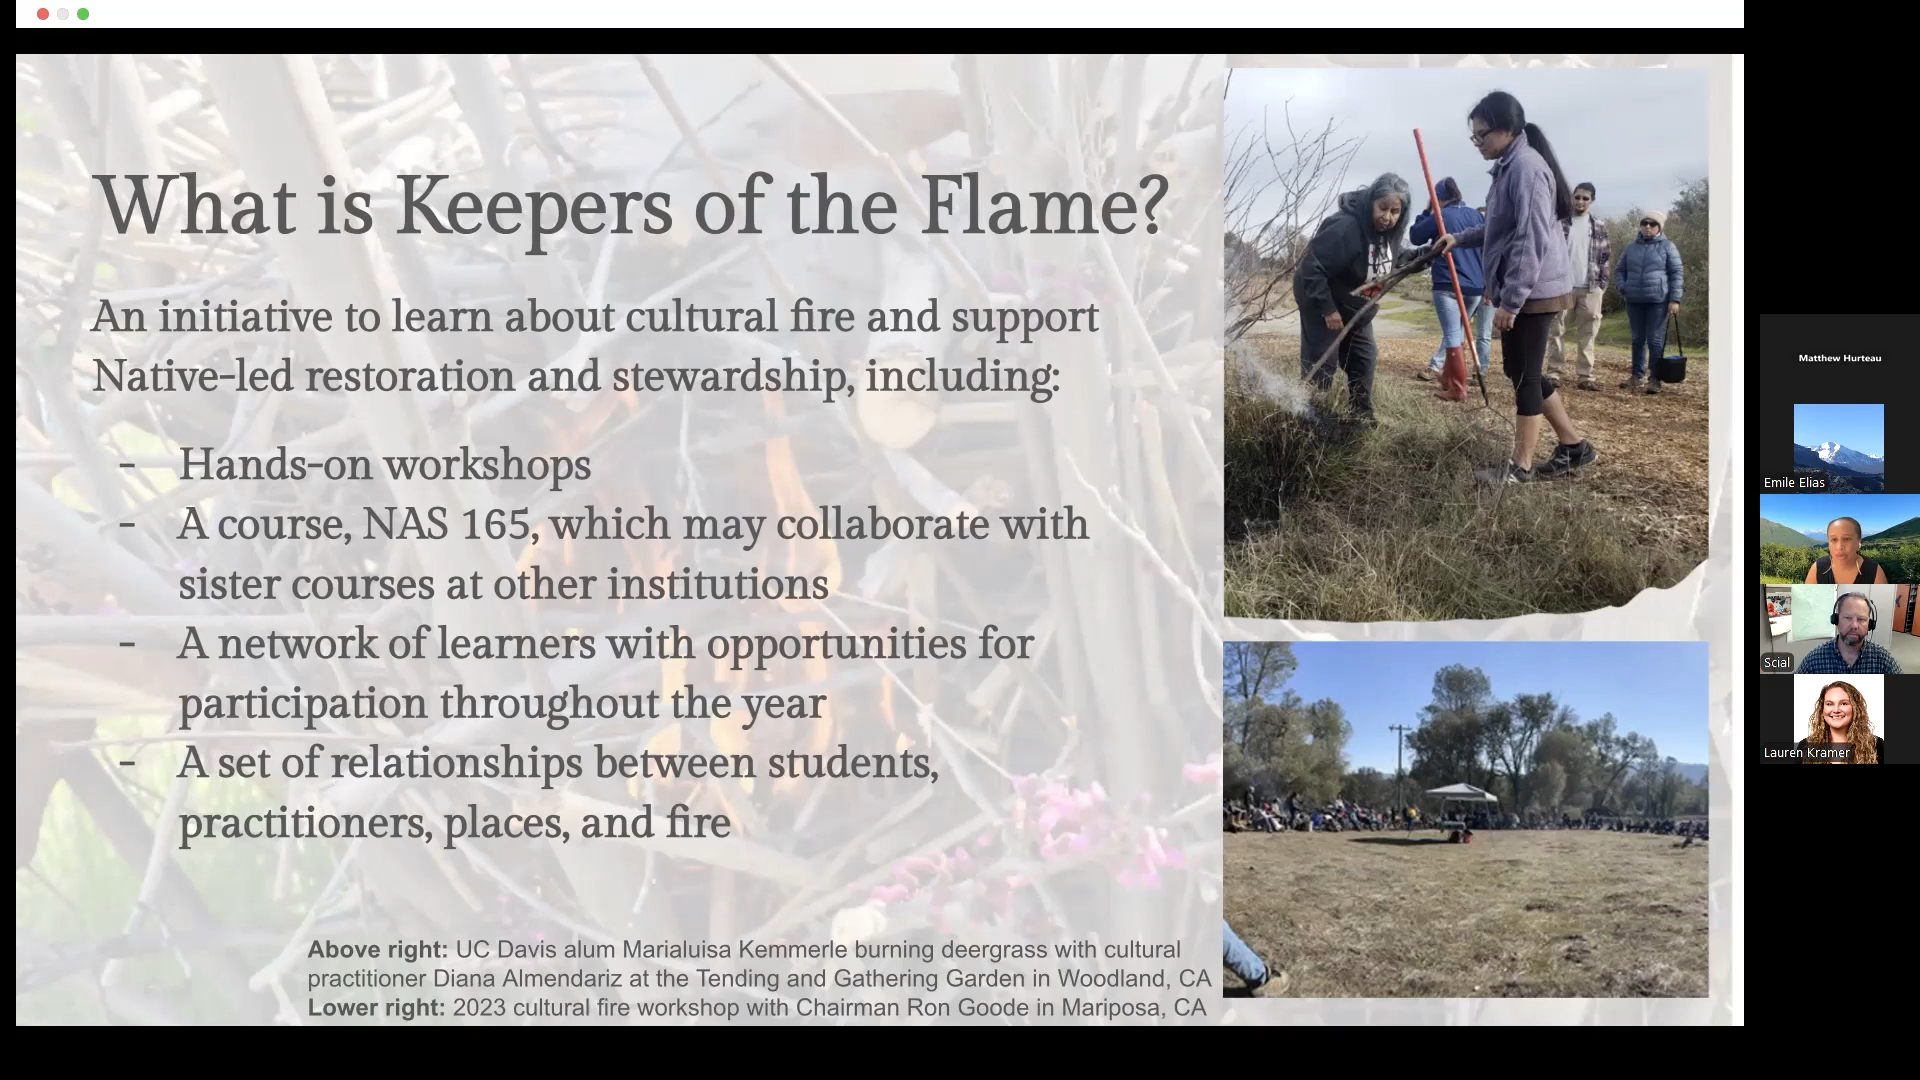 What is Keepers of the Flame?
An initiative to learn about cultural fire and support
Native-led restoration and stewardship, including:
- Hands-on workshops
- A course, NAS 165, which may collaborate with
sister courses at other institutions
- A network of learners with opportunities for
participation throughout the year
- A set of relationships between students,
practitioners, places, and fire
Above right: UC Davis alum Marialuisa Kemmerle burning deergrass with cultural
practitioner Diana Almendariz at the Tending and Gathering Garden in Woodland, CA
Lower right: 2023 cultural fire workshop with Chairman Ron Goode in Mariposa, CA
Matthew Hurteau
Emile Elias
Scial
Lauren Kramer